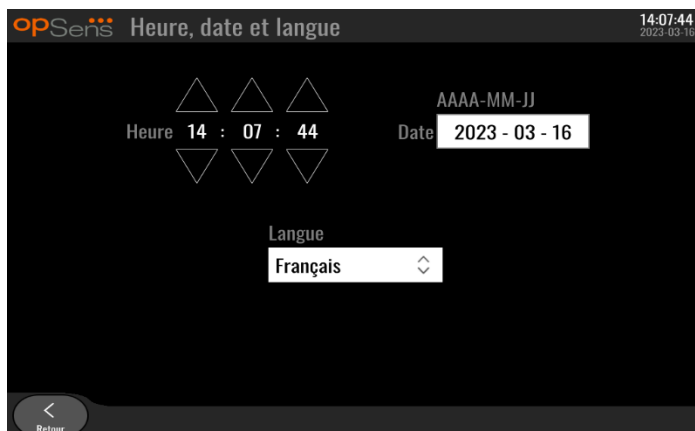 opSens Heure, date et langue
14:07:44
2023-03-16
AAAA-MM-JJ
Heure 14 : 07 : 44
Date 2023 - 03 - 16
Langue
Français
Retour